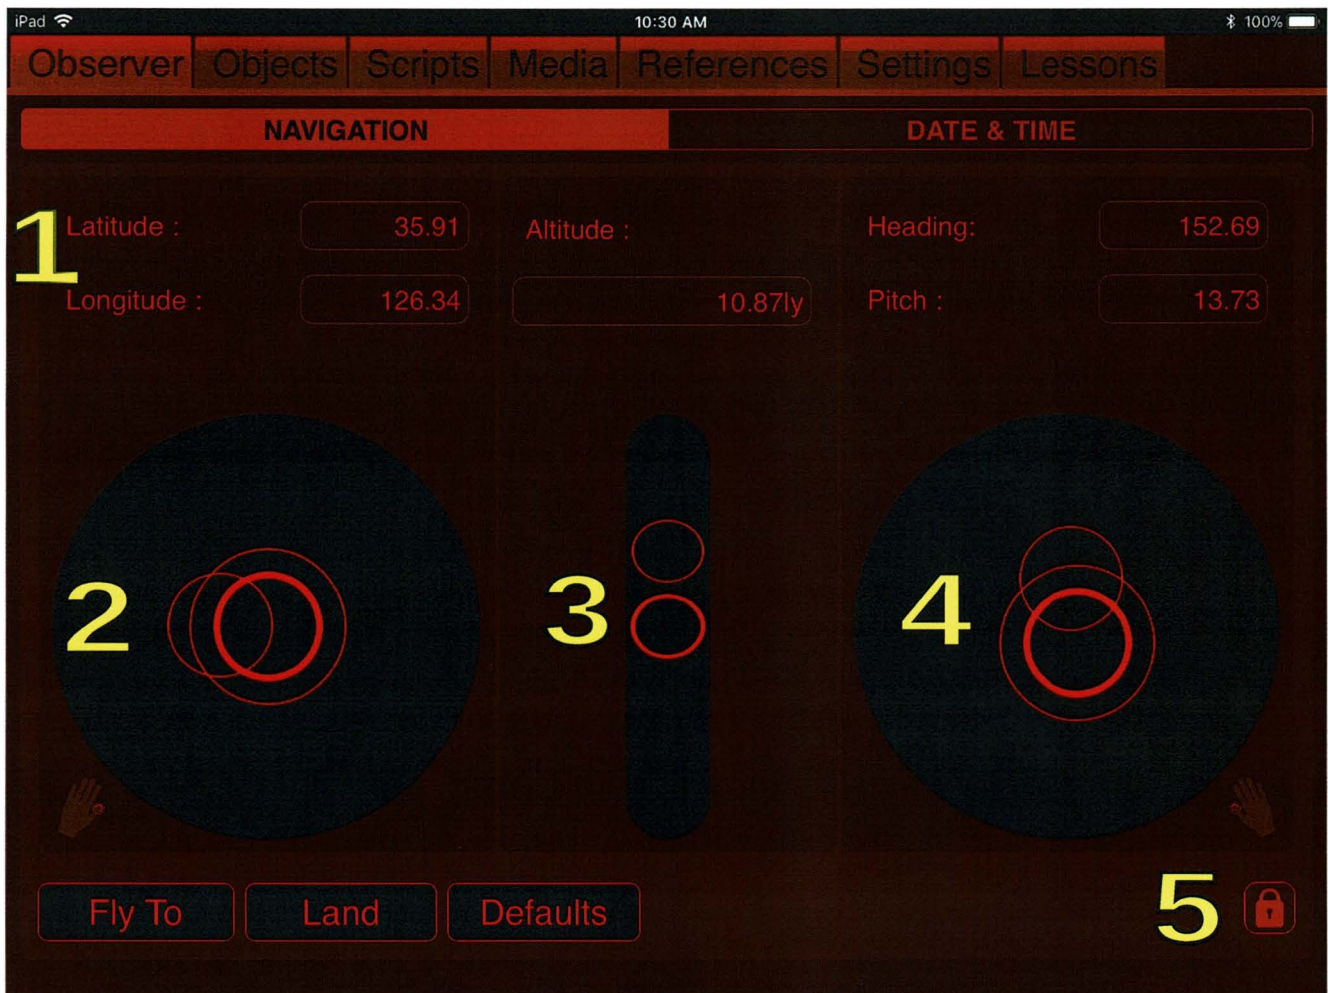 iPad 10:30 AM 100%
Observer Objects Scripts Media References Settings Lessons
NAVIGATION DATE & TIME
1
Latitude : 35.91 Altitude : Heading: 152.69
Longitude : 126.34 10.87ly Pitch : 13.73
2 3 4
Fly To Land Defaults 5